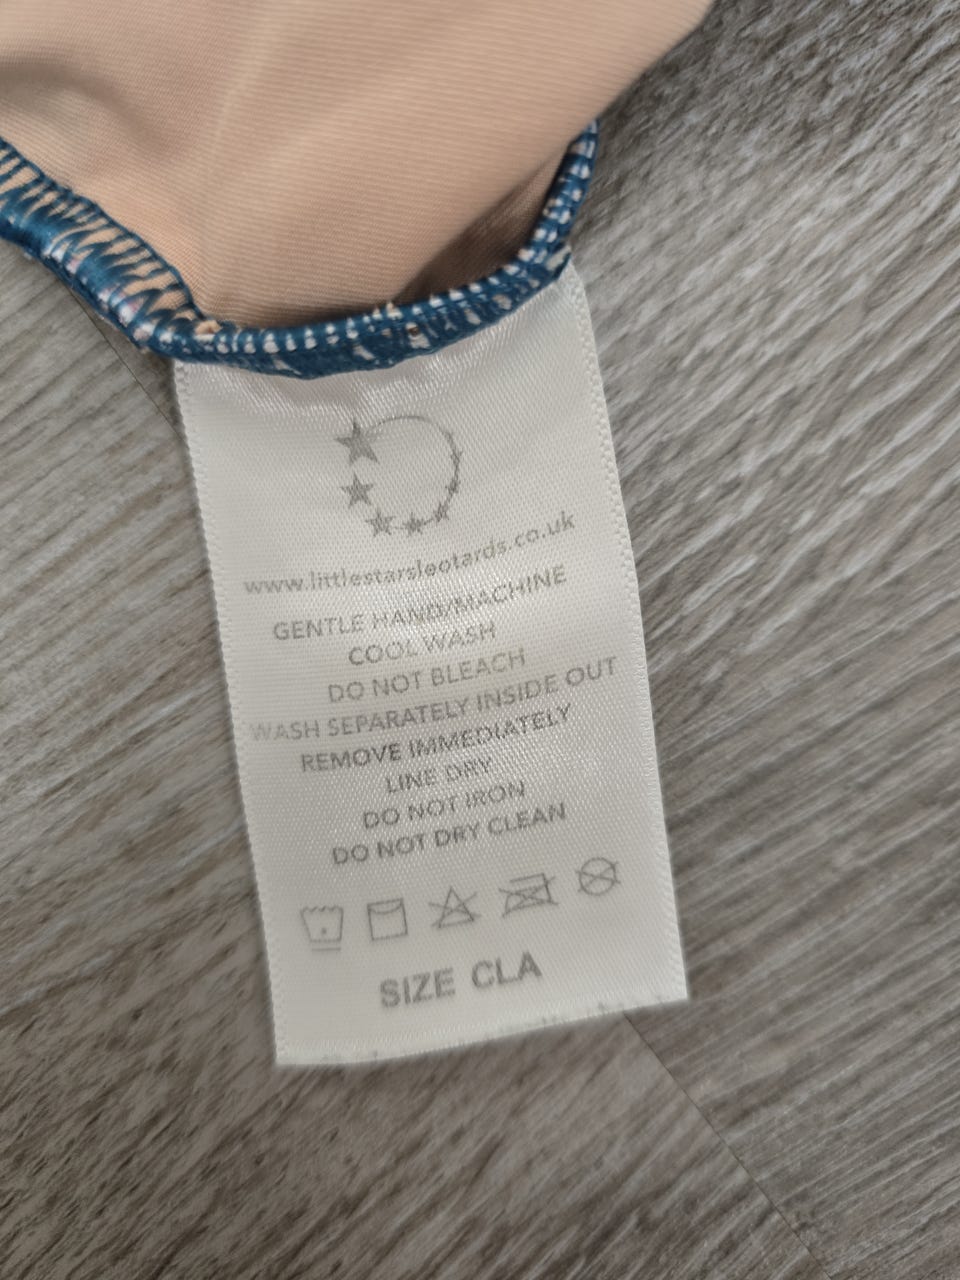 www.littlestarsleotards.co.uk
GENTLE HAND/MACHINE
COOL WASH
DO NOT BLEACH
WASH SEPARATELY INSIDE OUT
REMOVE IMMEDIATELY
LINE DRY
DO NOT IRON
DO NOT DRY CLEAN
SIZE CLA